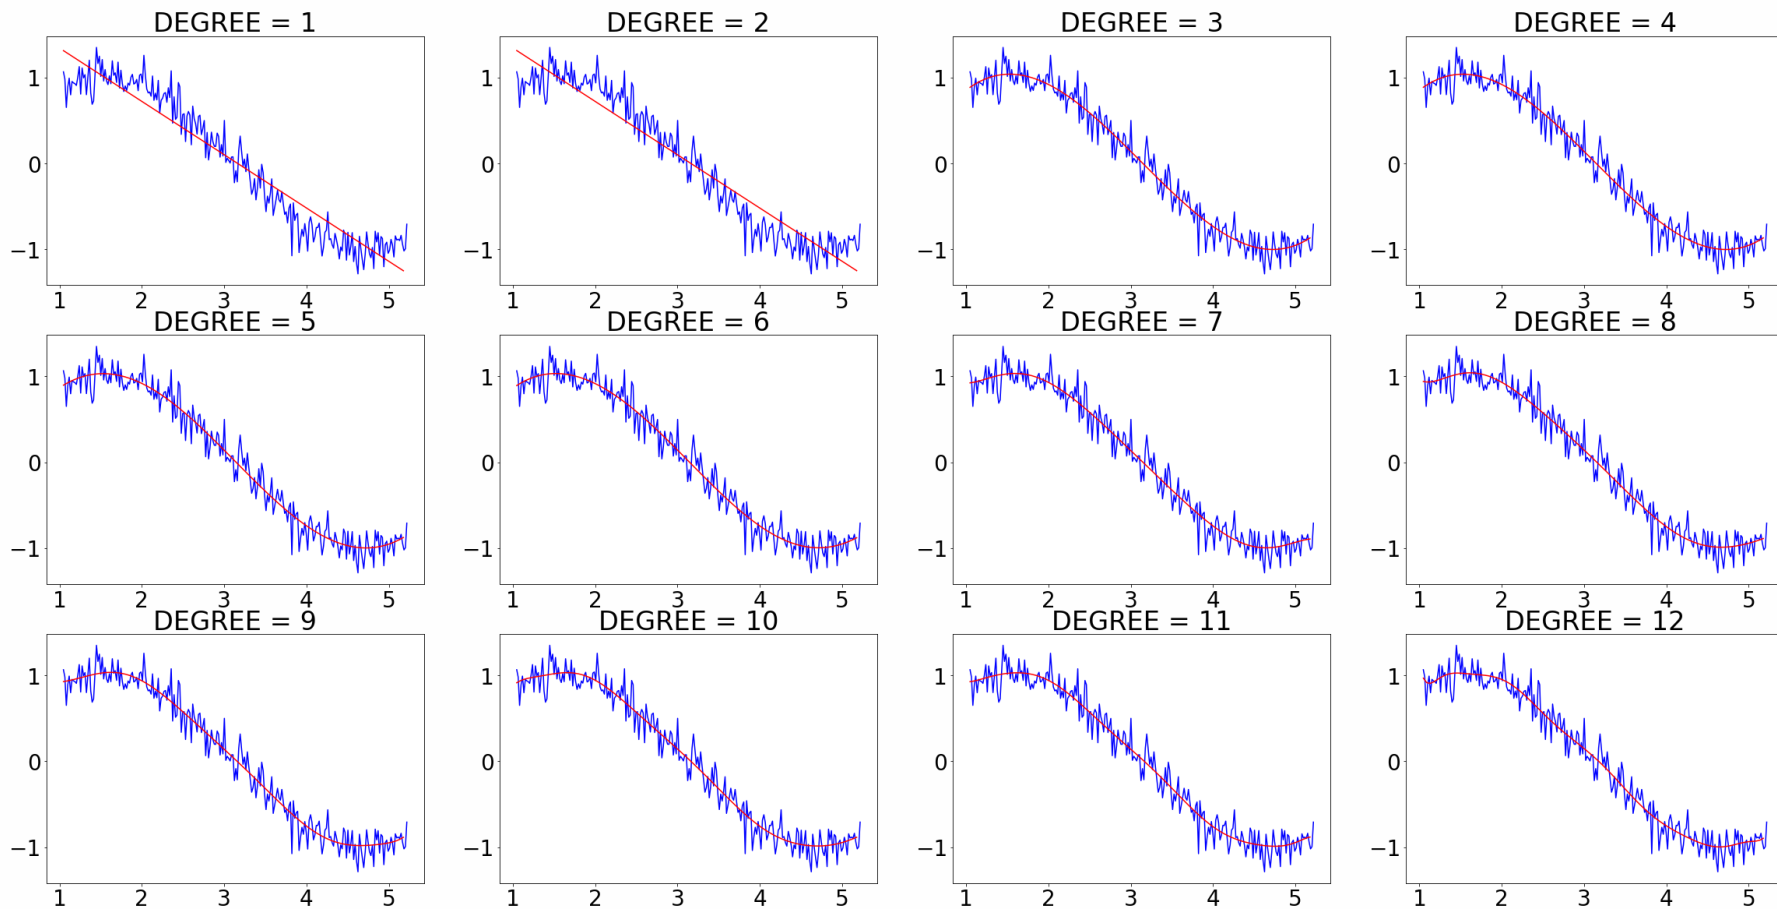 DEGREE = 1
DEGREE = 2
DEGREE = 3
DEGREE = 4
1
0
−1
1
0
−1
1
0
−1
1
0
−1
1 2 3 4 5
1 2 3 4 5
1 2 3 4 5
1 2 3 4 5
DEGREE = 5
DEGREE = 6
DEGREE = 7
DEGREE = 8
1
0
−1
1
0
−1
1
0
−1
1
0
−1
1 2 3 4 5
1 2 3 4 5
1 2 3 4 5
1 2 3 4 5
DEGREE = 9
DEGREE = 10
DEGREE = 11
DEGREE = 12
1
0
−1
1
0
−1
1
0
−1
1
0
−1
1 2 3 4 5
1 2 3 4 5
1 2 3 4 5
1 2 3 4 5